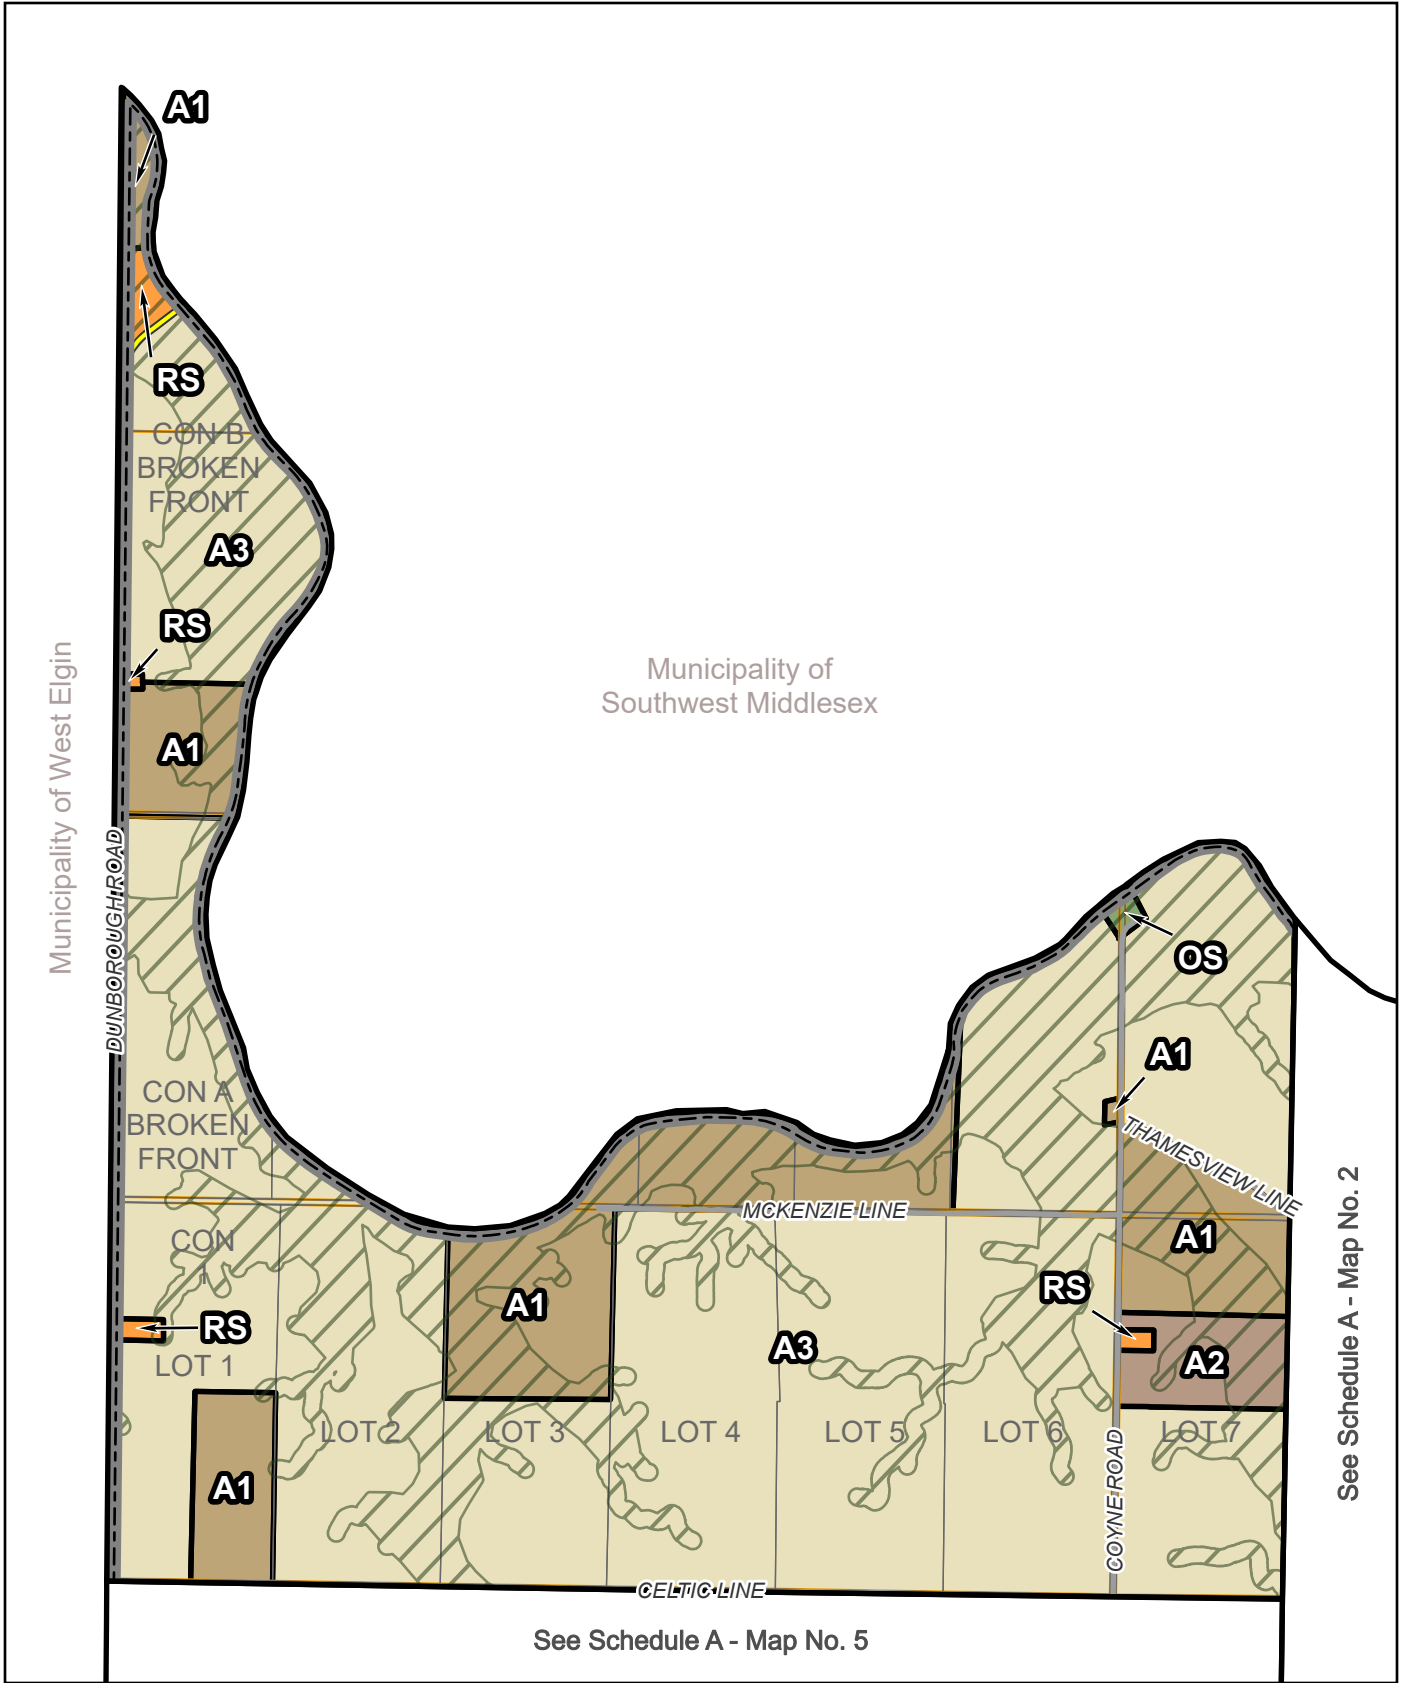 A1
RS
CON B
BROKEN
FRONT
A3
RS
Municipality of West Elgin
Municipality of
Southwest Middlesex
A1
DUNBOROUGH ROAD
OS
A1
CON A
BROKEN
FRONT
THAMESVIEW LINE
See Schedule A - Map No. 2
MCKENZIE LINE
CON
1
A1
RS
A1
RS
A3
A2
LOT 1
LOT 2
LOT 3
LOT 4
LOT 5
LOT 6
LOT 7
A1
COYNE ROAD
CELTIC LINE
See Schedule A - Map No. 5